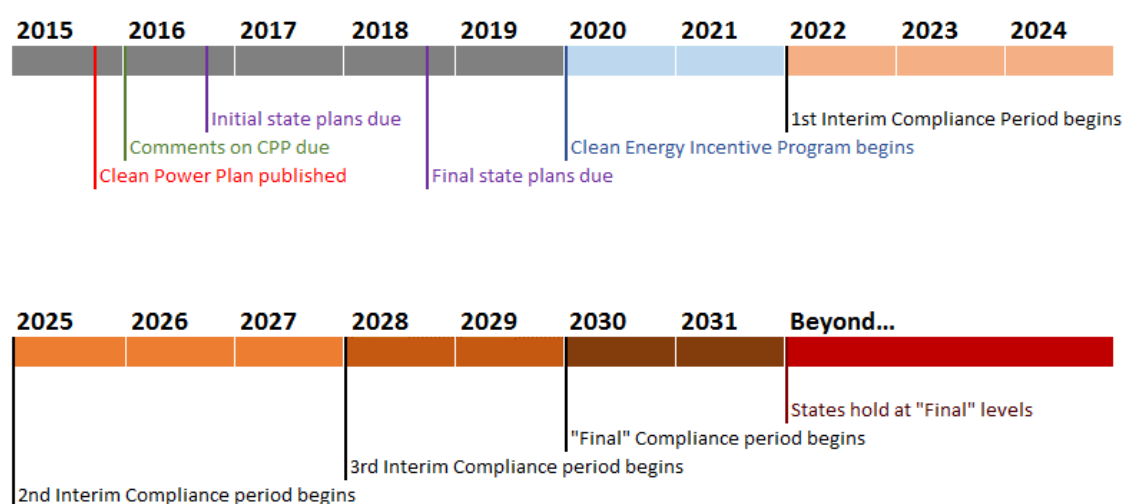 2015 2016 2017 2018 2019 2020 2021 2022 2023 2024
Initial state plans due
1st Interim Compliance Period begins
Comments on CPP due
Clean Energy Incentive Program begins
Clean Power Plan published
Final state plans due
2025 2026 2027 2028 2029 2030 2031 Beyond...
States hold at "Final" levels
"Final" Compliance period begins
3rd Interim Compliance period begins
2nd Interim Compliance period begins